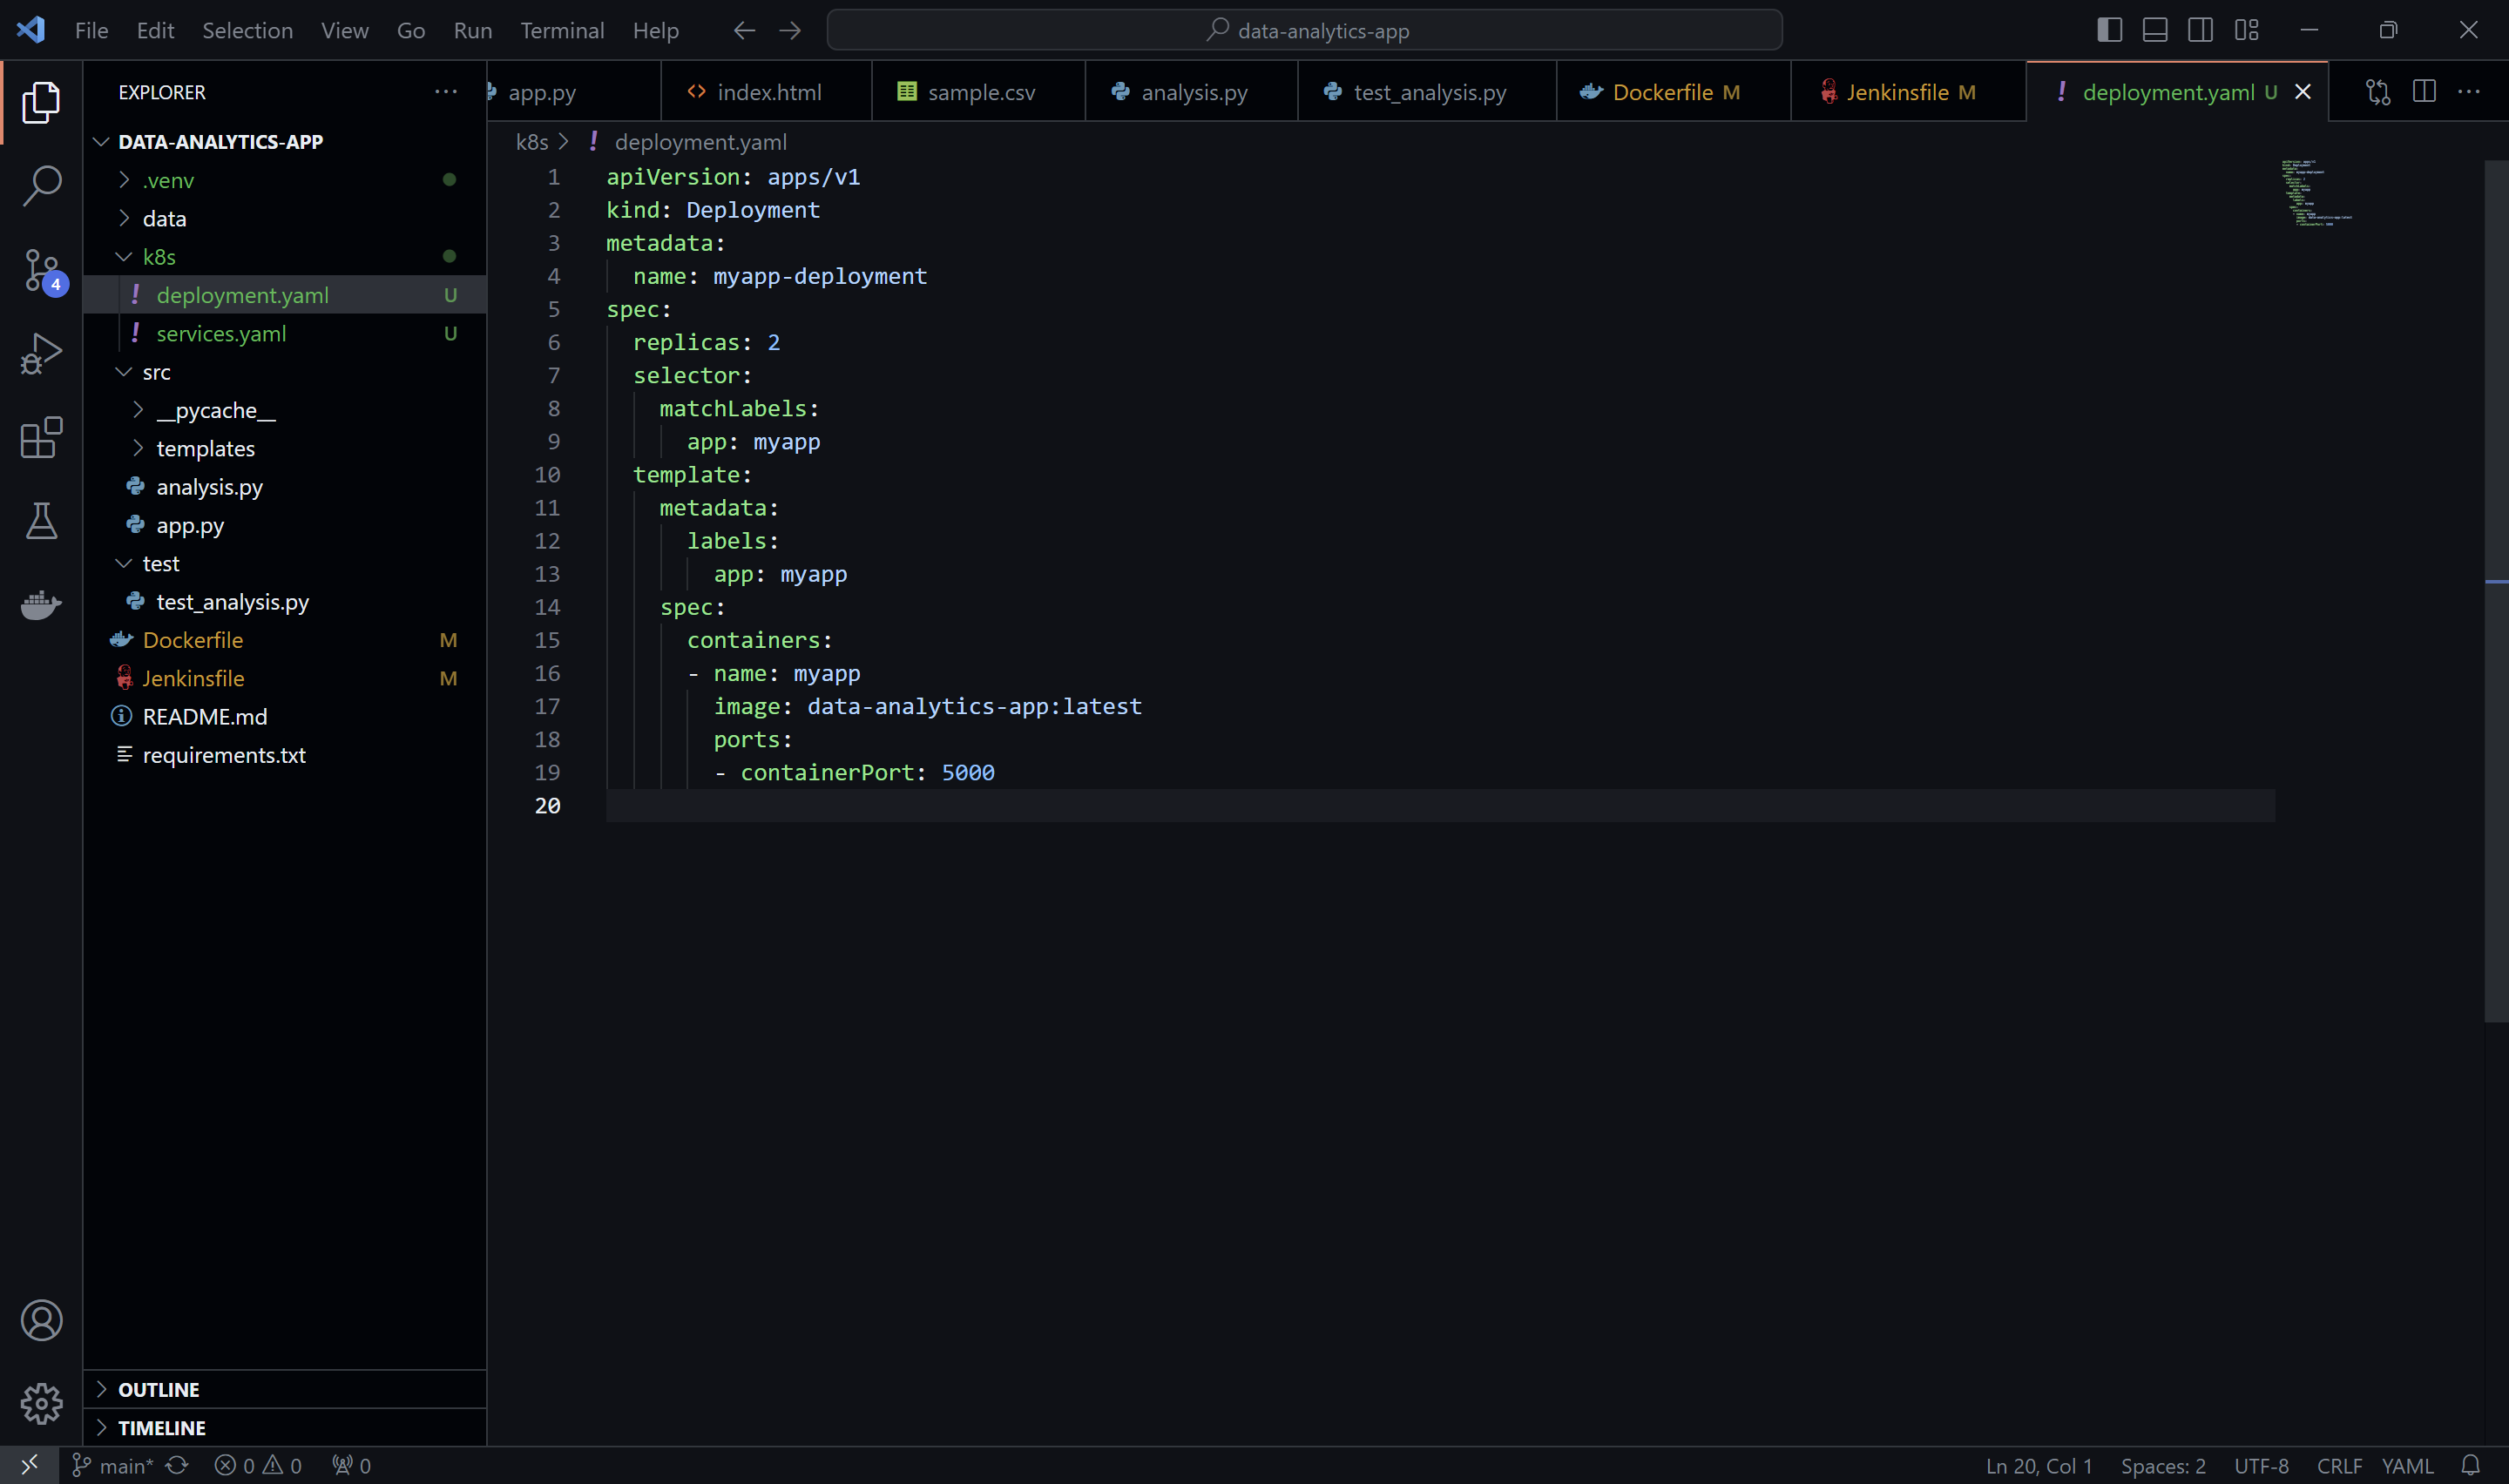 File Edit Selection View Go Run Terminal Help data-analytics-app
EXPLORER
DATA-ANALYTICS-APP
.venv
data
k8s
deployment.yaml U
services.yaml U
src
__pycache__
templates
analysis.py
app.py
test
test_analysis.py
Dockerfile M
Jenkinsfile M
README.md
requirements.txt
OUTLINE
TIMELINE
4
app.py index.html sample.csv analysis.py test_analysis.py Dockerfile M Jenkinsfile M deployment.yaml U
k8s > ! deployment.yaml
1 apiVersion: apps/v1
2 kind: Deployment
3 metadata:
4   name: myapp-deployment
5 spec:
6   replicas: 2
7   selector:
8     matchLabels:
9       app: myapp
10   template:
11     metadata:
12       labels:
13         app: myapp
14     spec:
15       containers:
16       - name: myapp
17         image: data-analytics-app:latest
18         ports:
19         - containerPort: 5000
20
main* 0 0 0 Ln 20, Col 1 Spaces: 2 UTF-8 CRLF YAML